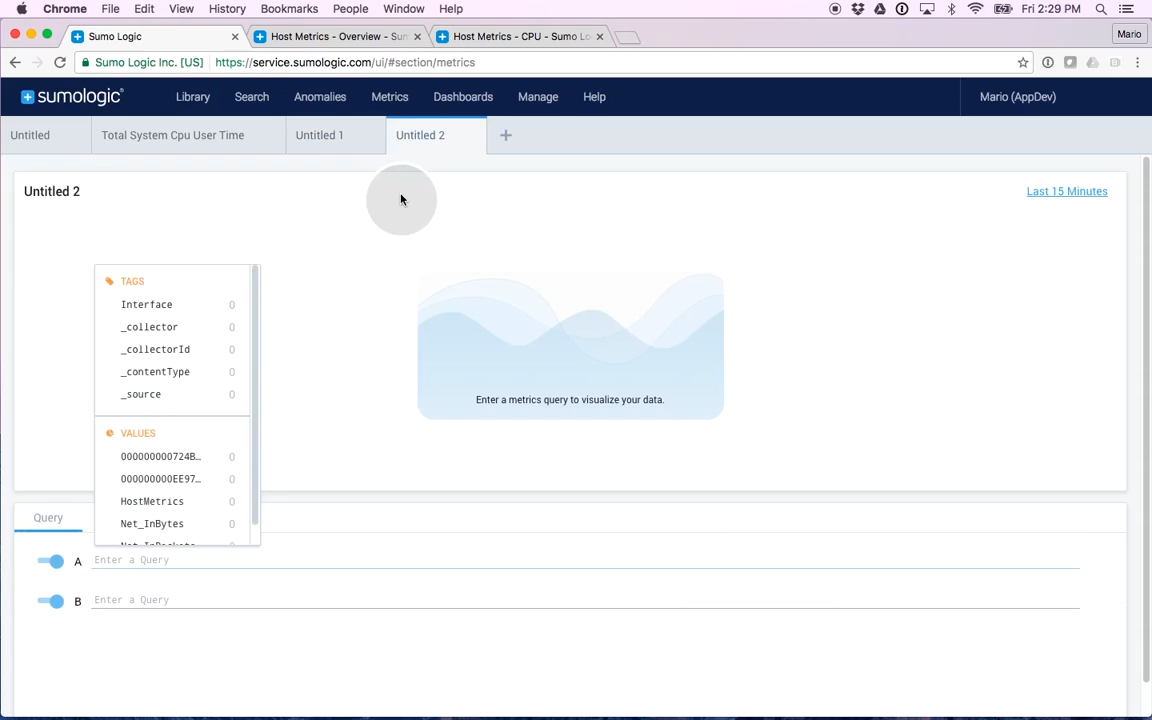 Chrome File Edit View History Bookmarks People Window Help Fri 2:29 PM
Sumo Logic Host Metrics - Overview - Sum Host Metrics - CPU - Sumo Lo Mario
Sumo Logic Inc. [US] https://service.sumologic.com/ui/#section/metrics
sumologic Library Search Anomalies Metrics Dashboards Manage Help Mario (AppDev)
Untitled Total System Cpu User Time Untitled 1 Untitled 2 +
Untitled 2 Last 15 Minutes
TAGS
Interface 0
_collector 0
_collectorId 0
_contentType 0
_source 0
VALUES
000000000724B… 0
000000000EE97… 0
HostMetrics 0
Net_InBytes 0
Enter a metrics query to visualize your data.
Query
A Enter a Query
B Enter a Query